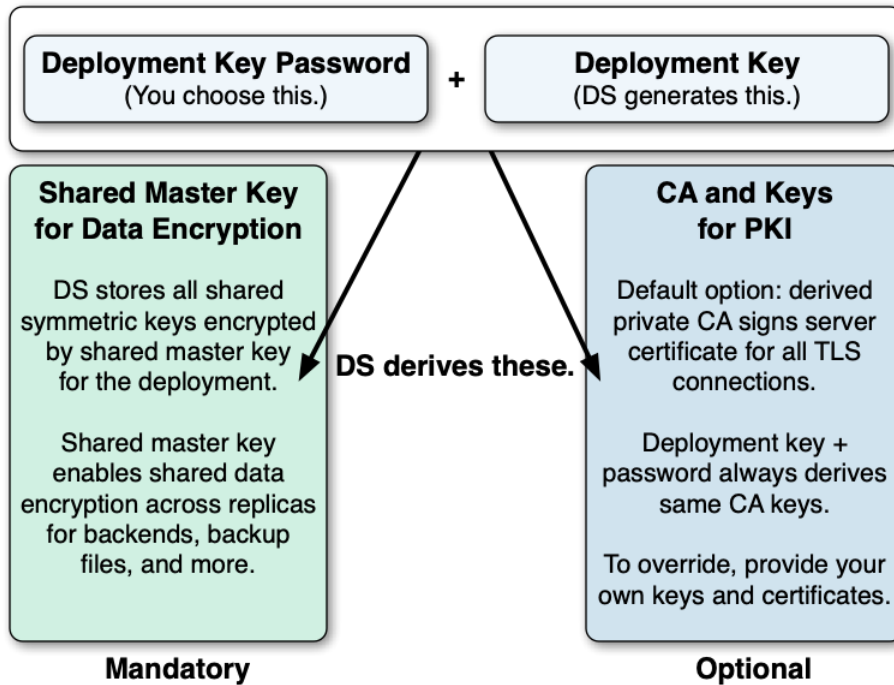 Deployment Key Password
(You choose this.)
+
Deployment Key
(DS generates this.)
Shared Master Key
for Data Encryption
DS stores all shared
symmetric keys encrypted
by shared master key
for the deployment.
Shared master key
enables shared data
encryption across replicas
for backends, backup
files, and more.
Mandatory
DS derives these.
CA and Keys
for PKI
Default option: derived
private CA signs server
certificate for all TLS
connections.
Deployment key +
password always derives
same CA keys.
To override, provide your
own keys and certificates.
Optional